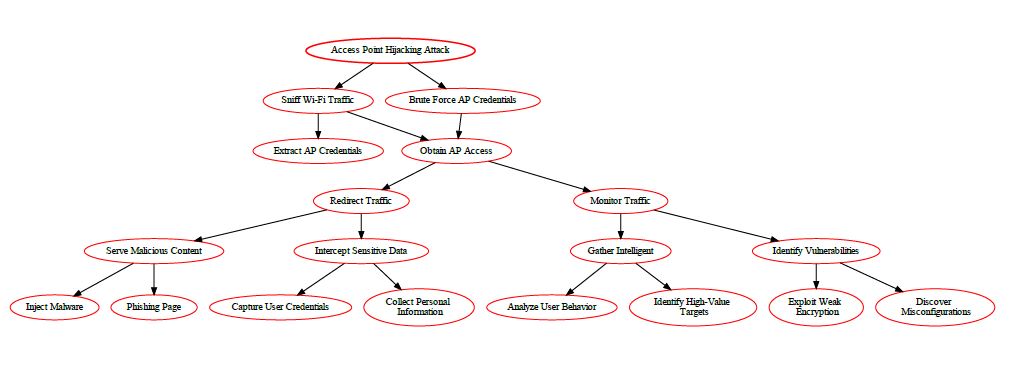 Access Point Hijacking Attack
Sniff Wi-Fi Traffic
Brute Force AP Credentials
Extract AP Credentials
Obtain AP Access
Redirect Traffic
Monitor Traffic
Serve Malicious Content
Intercept Sensitive Data
Gather Intelligent
Identify Vulnerabilities
Inject Malware
Phishing Page
Capture User Credentials
Collect Personal
Information
Analyze User Behavior
Identify High-Value
Targets
Exploit Weak
Encryption
Discover
Misconfigurations